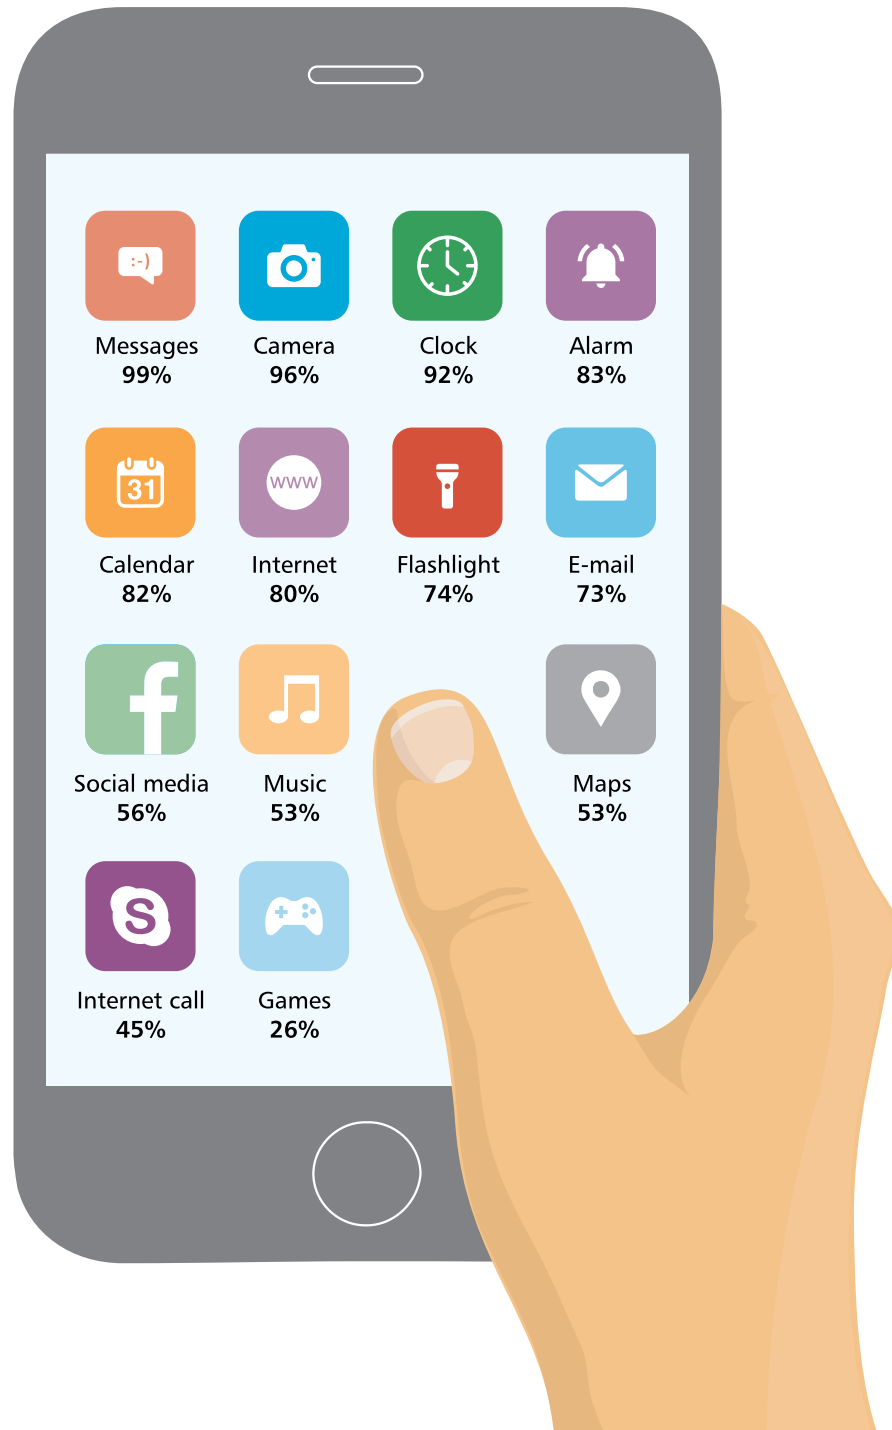 :-)
Messages
99%
Camera
96%
Clock
92%
Alarm
83%
31
Calendar
82%
www
Internet
80%
Flashlight
74%
E-mail
73%
f
Social media
56%
Music
53%
Maps
53%
S
Internet call
45%
Games
26%